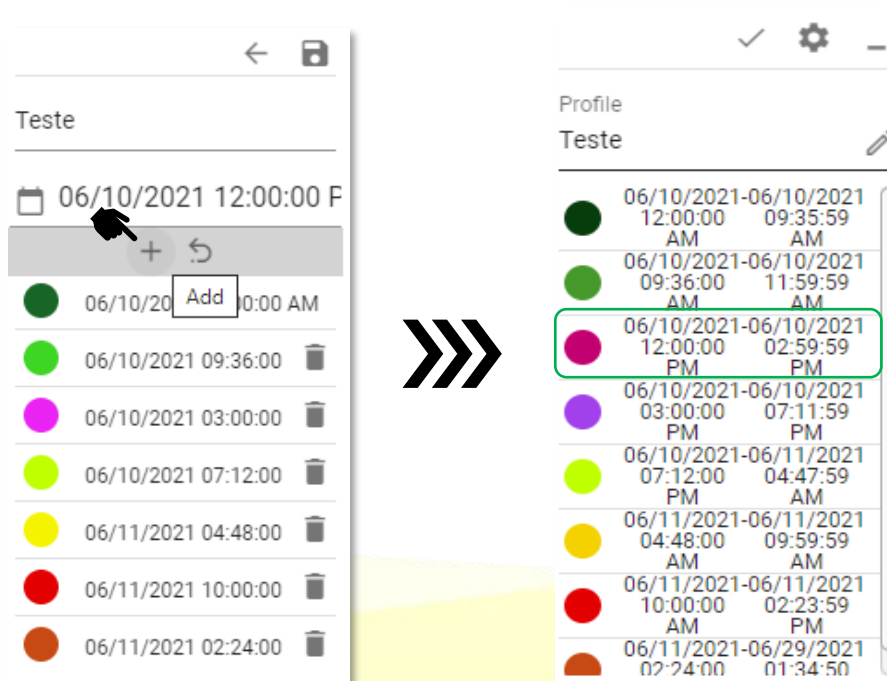 Teste
06/10/2021 12:00:00 P
Add
06/10/20 0:00 AM
06/10/2021 09:36:00
06/10/2021 03:00:00
06/10/2021 07:12:00
06/11/2021 04:48:00
06/11/2021 10:00:00
06/11/2021 02:24:00
Profile
Teste
06/10/2021-06/10/2021
12:00:00 09:35:59
AM AM
06/10/2021-06/10/2021
09:36:00 11:59:59
AM AM
06/10/2021-06/10/2021
12:00:00 02:59:59
PM PM
06/10/2021-06/10/2021
03:00:00 07:11:59
PM PM
06/10/2021-06/11/2021
07:12:00 04:47:59
PM AM
06/11/2021-06/11/2021
04:48:00 09:59:59
AM AM
06/11/2021-06/11/2021
10:00:00 02:23:59
AM PM
06/11/2021-06/29/2021
02:24:00 01:34:50